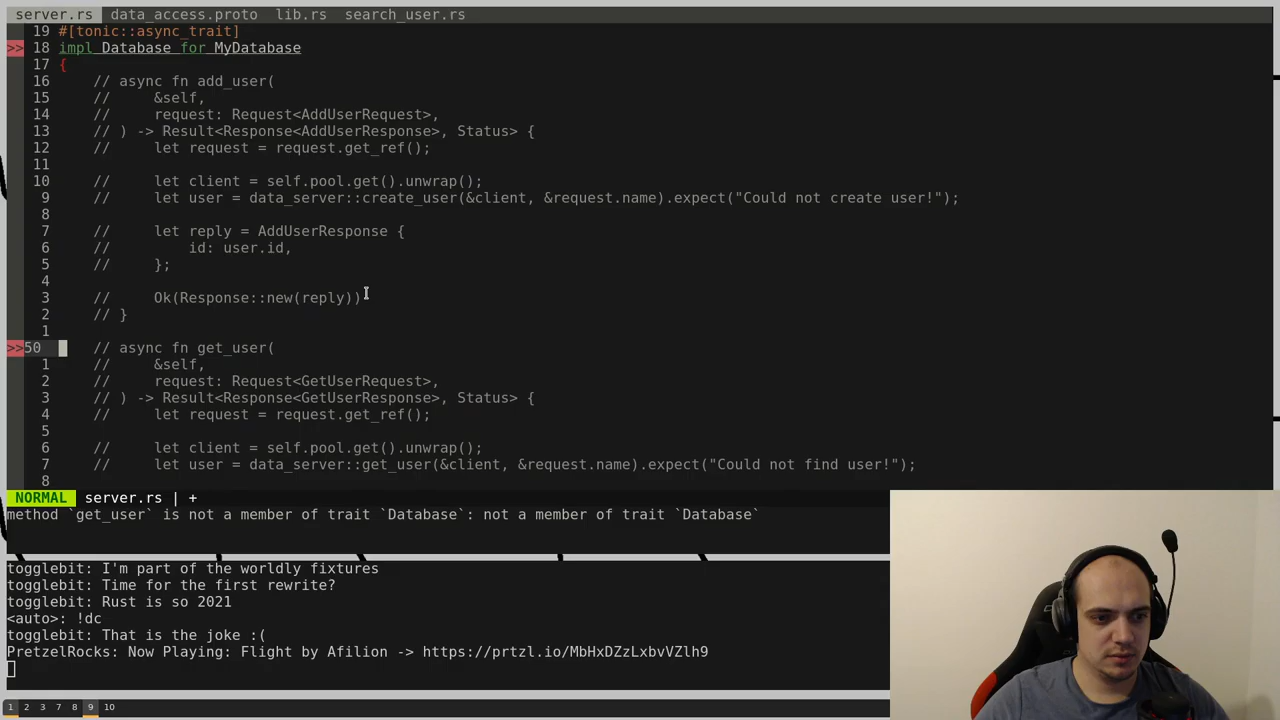 server.rs data_access.proto lib.rs search_user.rs
19 #[tonic::async_trait]
>> 18 impl Database for MyDatabase
17 {
16 // async fn add_user(
15 // &self,
14 // request: Request<AddUserRequest>,
13 // ) -> Result<Response<AddUserResponse>, Status> {
12 // let request = request.get_ref();
11
10 // let client = self.pool.get().unwrap();
9 // let user = data_server::create_user(&client, &request.name).expect("Could not create user!");
8
7 // let reply = AddUserResponse {
6 // id: user.id,
5 // };
4
3 // Ok(Response::new(reply))
2 // }
1
>>50 // async fn get_user(
1 // &self,
2 // request: Request<GetUserRequest>,
3 // ) -> Result<Response<GetUserResponse>, Status> {
4 // let request = request.get_ref();
5
6 // let client = self.pool.get().unwrap();
7 // let user = data_server::get_user(&client, &request.name).expect("Could not find user!");
8
NORMAL server.rs | +
method `get_user` is not a member of trait `Database`: not a member of trait `Database`
togglebit: I'm part of the worldly fixtures
togglebit: Time for the first rewrite?
togglebit: Rust is so 2021
<auto>: !dc
togglebit: That is the joke :(
PretzelRocks: Now Playing: Flight by Afilion -> https://prtzl.io/MbHxDZzLxbvVZlh9
1 2 3 7 8 9 10